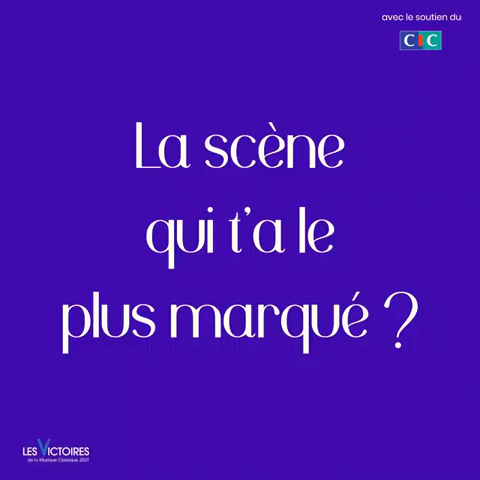 avec le soutien du
CIC
La scène
qui t'a le
plus marqué ?
LES VICTOIRES
de la Musique Classique 2021